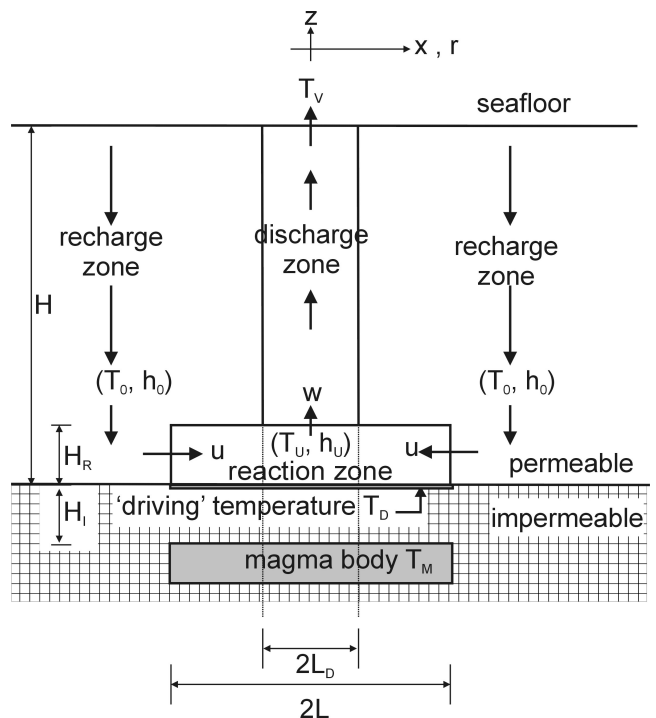 z
x , r
T_V
seafloor
recharge
zone
discharge
zone
recharge
zone
H
(T_0, h_0)
(T_0, h_0)
w
H_R
u
(T_U, h_U)
u
reaction zone
permeable
H_I
'driving' temperature T_D
impermeable
magma body T_M
2L_D
2L